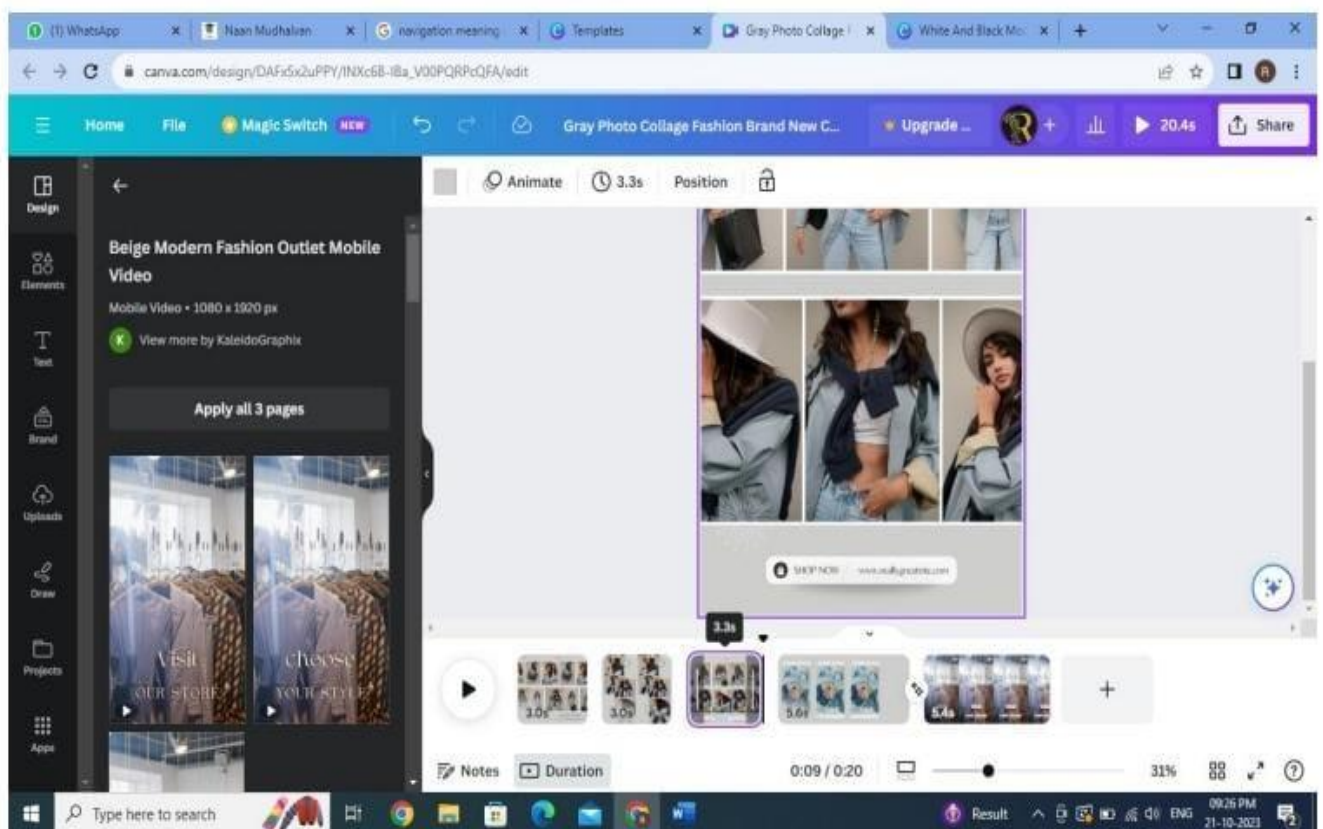 (1) WhatsApp
Naan Mudhalvan
navigation meaning
Templates
Gray Photo Collage
White And Black Mo
canva.com/design/DAFx5x2uPPY/
Home File Magic Switch NEW
Gray Photo Collage Fashion Brand New C...
Upgrade ...
20.4s
Share
Design
Elements
Text
Brand
Uploads
Draw
Projects
Apps
Beige Modern Fashion Outlet Mobile
Video
Mobile Video • 1080 x 1920 px
K View more by KaleidoGraphix
Apply all 3 pages
Visit
OUR STORE
choose
YOUR STYLE
Animate 3.3s Position
SHOP NOW
3.3s
3.0s 3.0s 5.6s 5.4s
Notes Duration 0:09 / 0:20 31%
Type here to search
Result
ENG
09:26 PM
21-10-2023
2